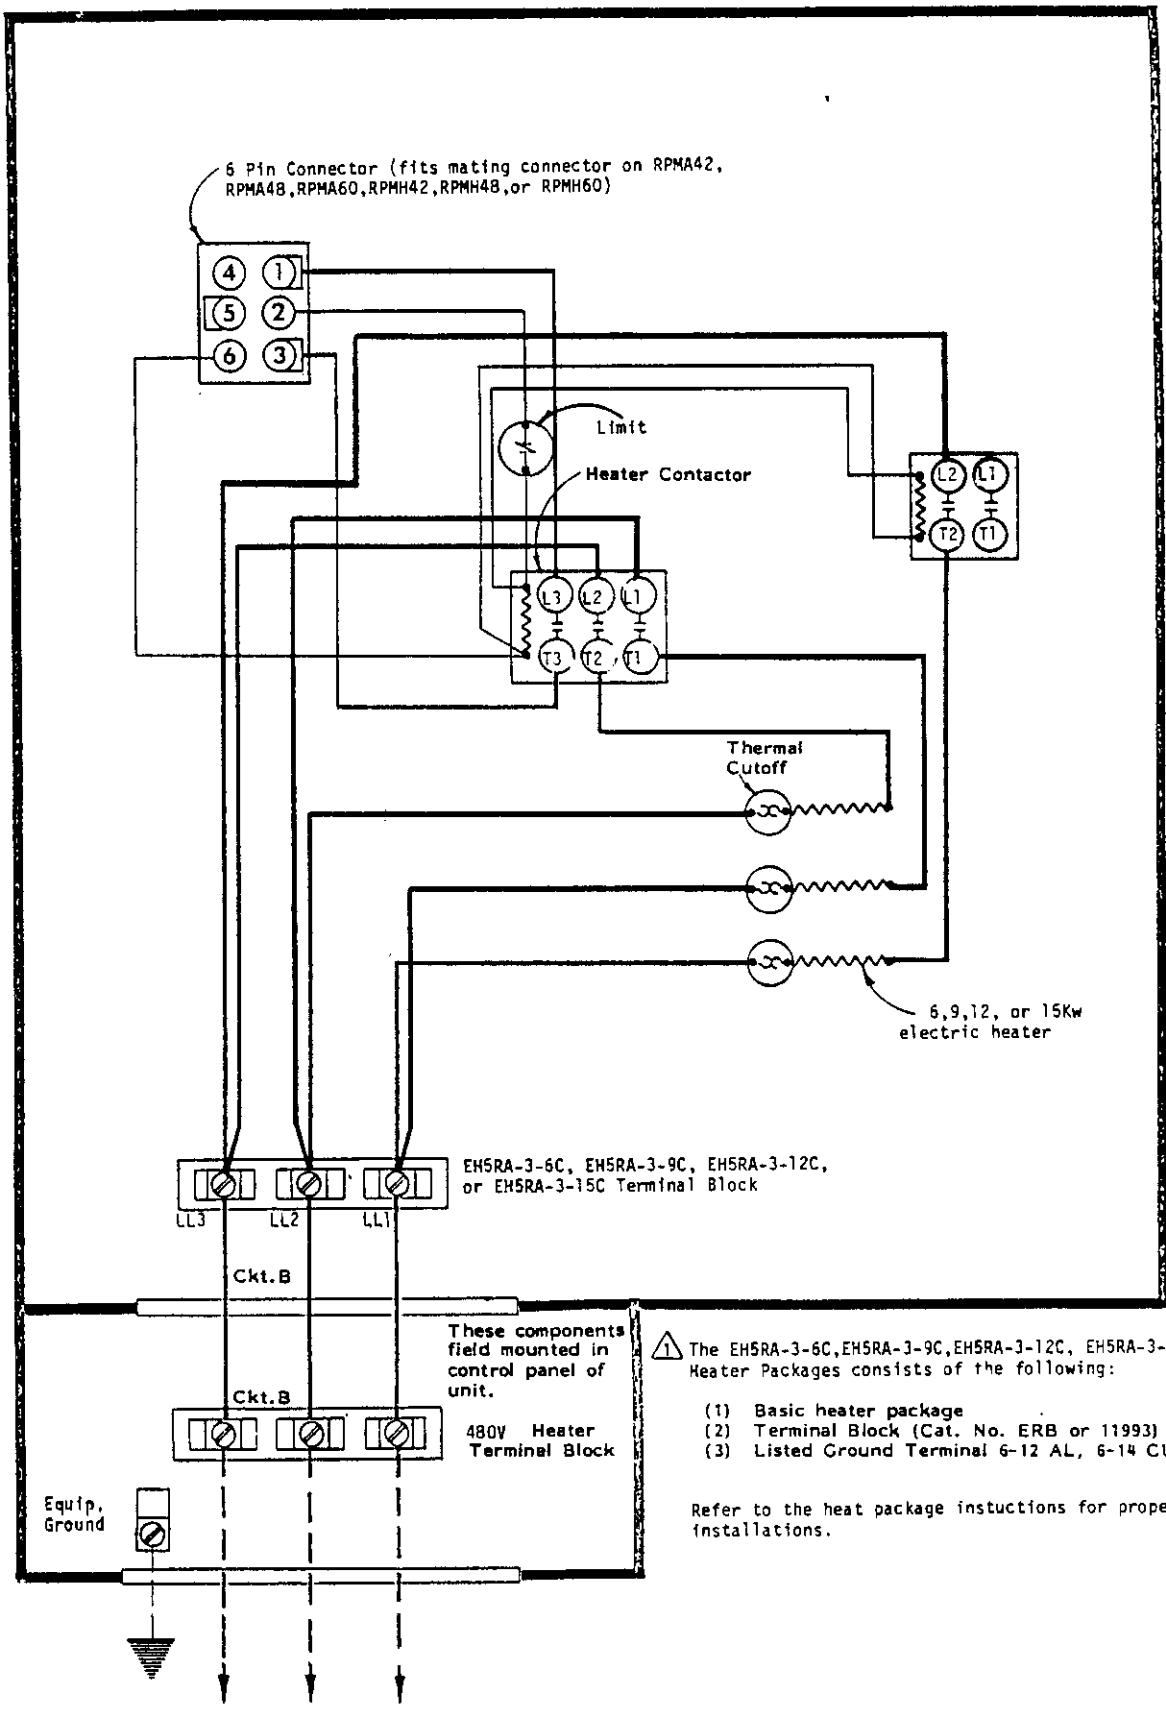 6 Pin Connector (fits mating connector on RPMA42,
RPMA48,RPMA60,RPMH42,RPMH48,or RPMH60)
4 1
5 2
6 3
Limit
Heater Contactor
L2 L1
T2 T1
L3 L2 L1
T3 T2 T1
Thermal
Cutoff
6,9,12, or 15Kw
electric heater
EH5RA-3-6C, EH5RA-3-9C, EH5RA-3-12C,
or EH5RA-3-15C Terminal Block
LL3 LL2 LL1
Ckt.B
These components
field mounted in
control panel of
unit.
Ckt.B
480V Heater
Terminal Block
Equip.
Ground
1 The EH5RA-3-6C,EH5RA-3-9C,EH5RA-3-12C, EH5RA-3-
Heater Packages consists of the following:
(1) Basic heater package
(2) Terminal Block (Cat. No. ERB or 11993)
(3) Listed Ground Terminal 6-12 AL, 6-14 CU
Refer to the heat package instuctions for prope
installations.